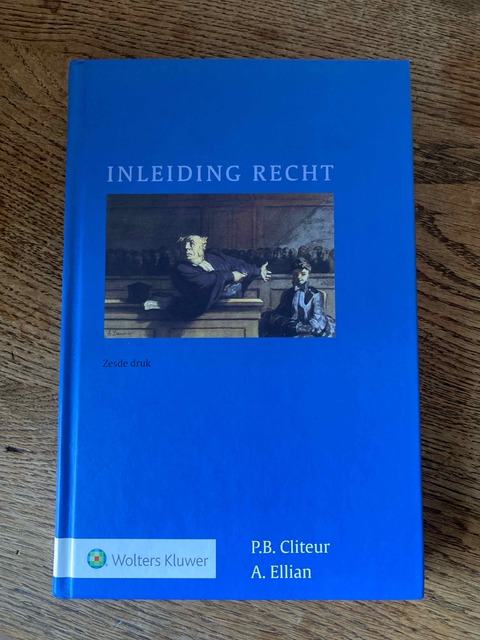 INLEIDING RECHT
Zesde druk
Wolters Kluwer
P.B. Cliteur
A. Ellian